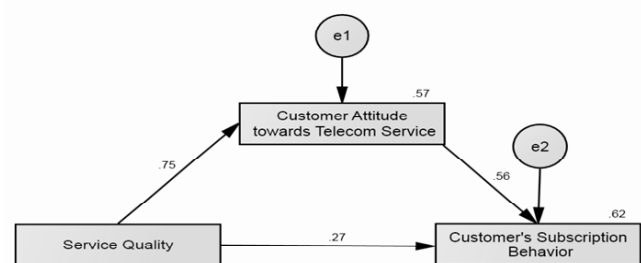 e1
.57
Customer Attitude
towards Telecom Service
e2
.75
.56
.62
Service Quality
.27
Customer's Subscription
Behavior